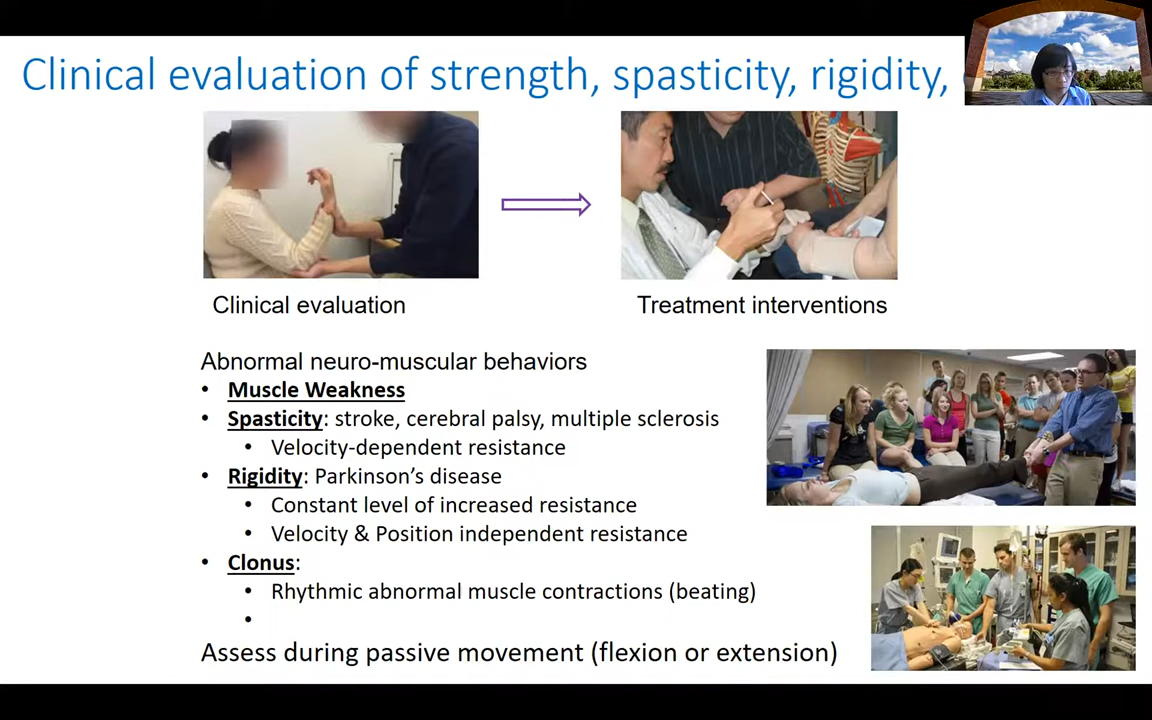 Clinical evaluation of strength, spasticity, rigidity,
Clinical evaluation
Treatment interventions
Abnormal neuro-muscular behaviors
• Muscle Weakness
• Spasticity: stroke, cerebral palsy, multiple sclerosis
• Velocity-dependent resistance
• Rigidity: Parkinson’s disease
• Constant level of increased resistance
• Velocity & Position independent resistance
• Clonus:
• Rhythmic abnormal muscle contractions (beating)
•
Assess during passive movement (flexion or extension)